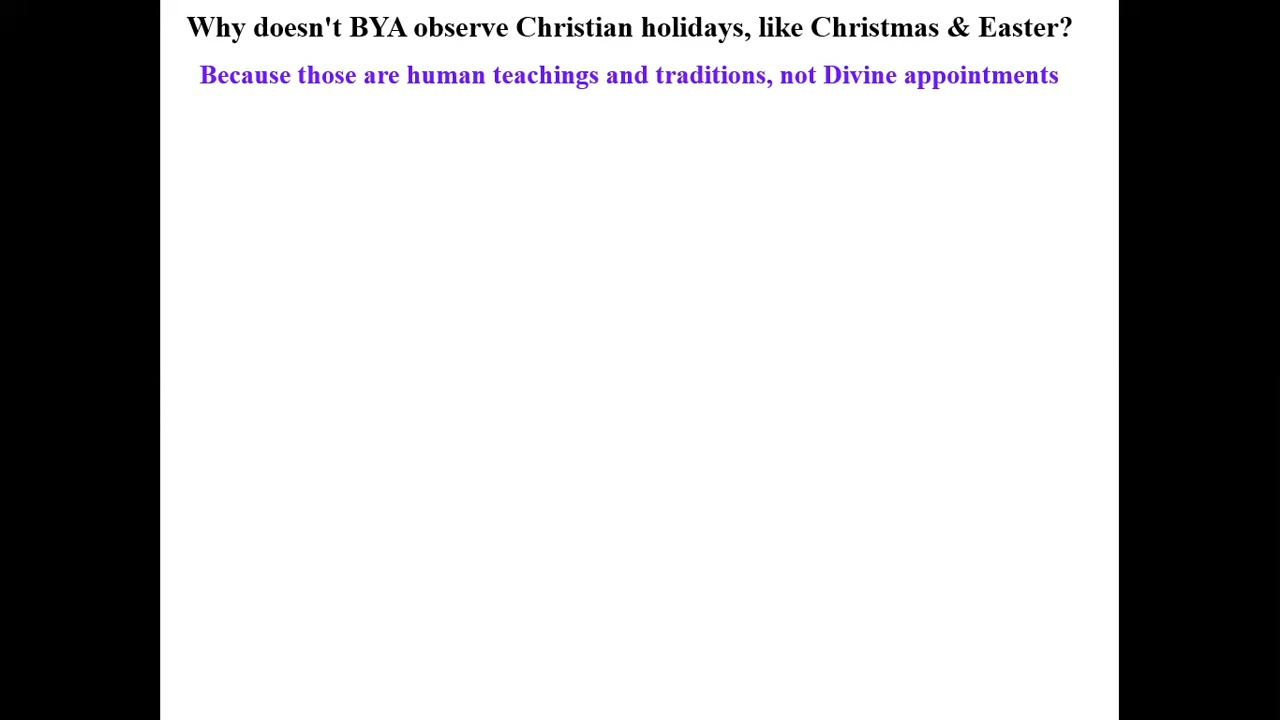 Why doesn't BYA observe Christian holidays, like Christmas & Easter?
Because those are human teachings and traditions, not Divine appointments